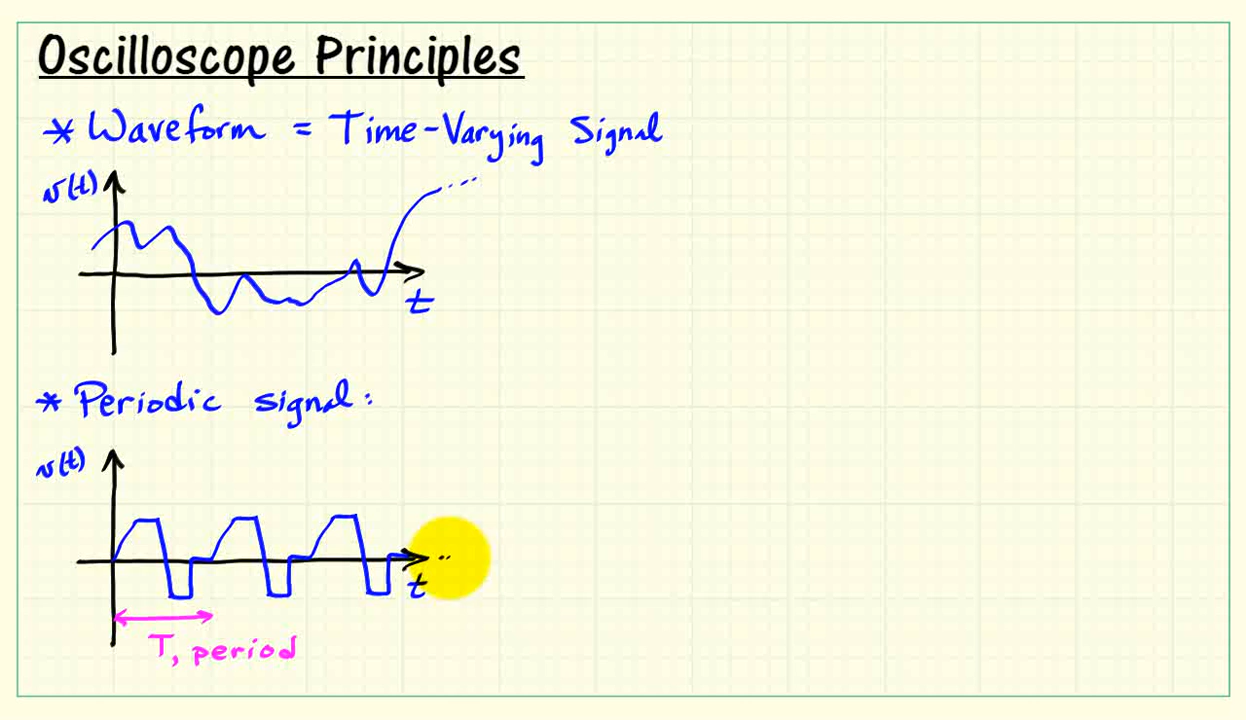 Oscilloscope Principles
* Waveform = Time-Varying Signal
v(t)
t
* Periodic signal:
v(t)
t
T, period